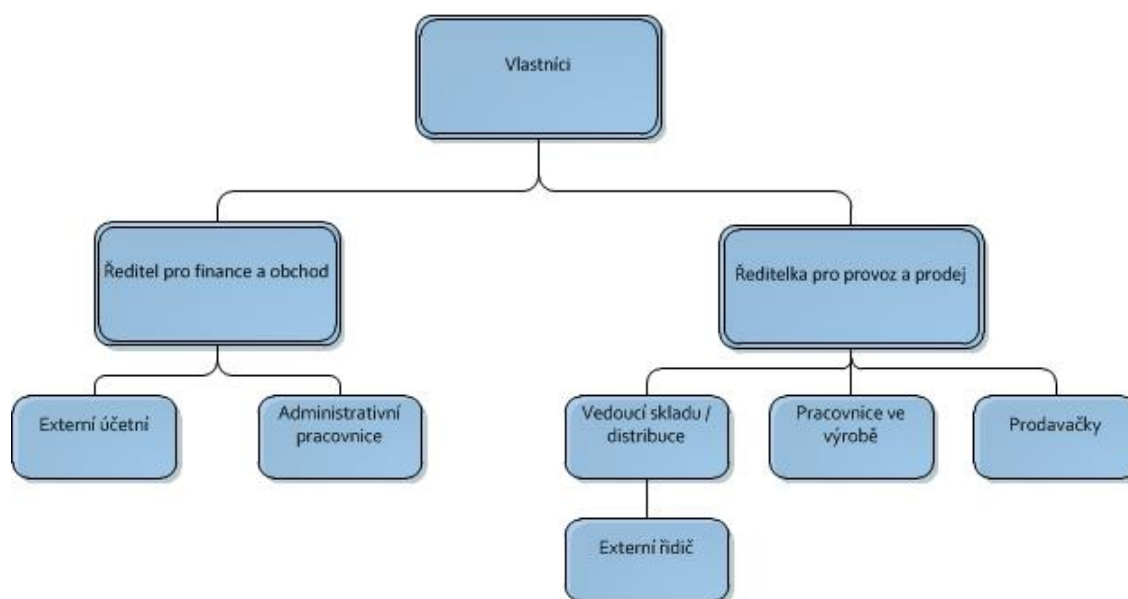 Vlastníci
Ředitel pro finance a obchod
Ředitelka pro provoz a prodej
Externí účetní
Administrativní
pracovnice
Vedoucí skladu /
distribuce
Pracovnice ve
výrobě
Prodavačky
Externí řidič